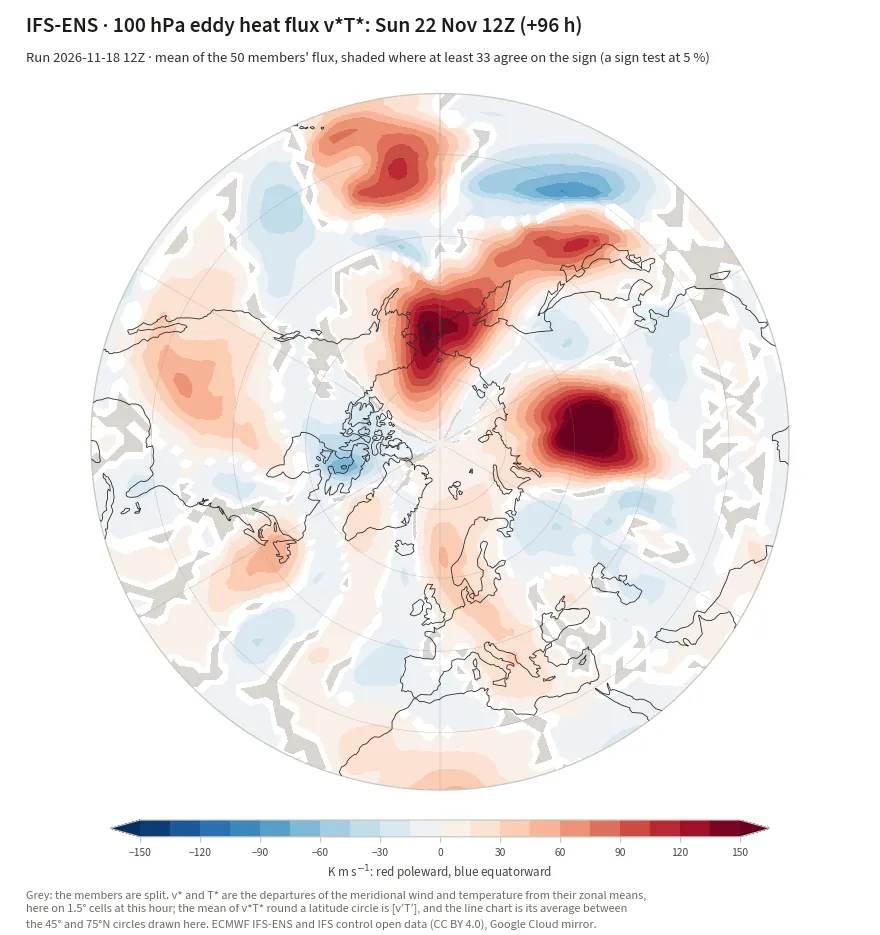 IFS-ENS · 100 hPa eddy heat flux v*T*: Sun 22 Nov 12Z (+96 h)
Run 2026-11-18 12Z · mean of the 50 members' flux, shaded where at least 33 agree on the sign (a sign test at 5 %)
−150 −120 −90 −60 −30 0 30 60 90 120 150
K m s⁻¹: red poleward, blue equatorward
Grey: the members are split. v* and T* are the departures of the meridional wind and temperature from their zonal means,
here on 1.5° cells at this hour; the mean of v*T* round a latitude circle is [v′T′], and the line chart is its average between
the 45° and 75°N circles drawn here. ECMWF IFS-ENS and IFS control open data (CC BY 4.0), Google Cloud mirror.